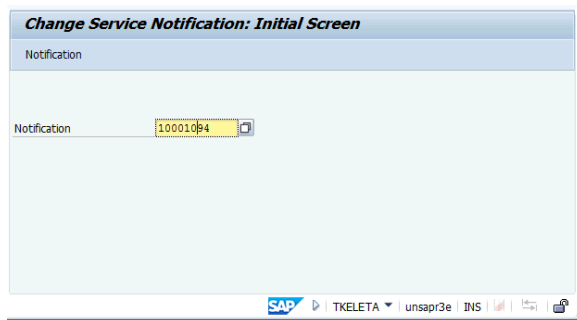 Change Service Notification: Initial Screen
Notification
Notification 10001094
SAP TKELETA unsapr3e INS